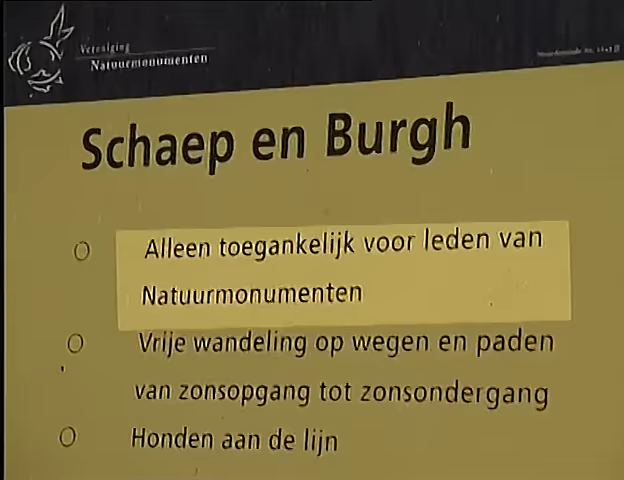 Vereniging
Natuurmonumenten
Schaep en Burgh
O Alleen toegankelijk voor leden van
Natuurmonumenten
O Vrije wandeling op wegen en paden
van zonsopgang tot zonsondergang
O Honden aan de lijn